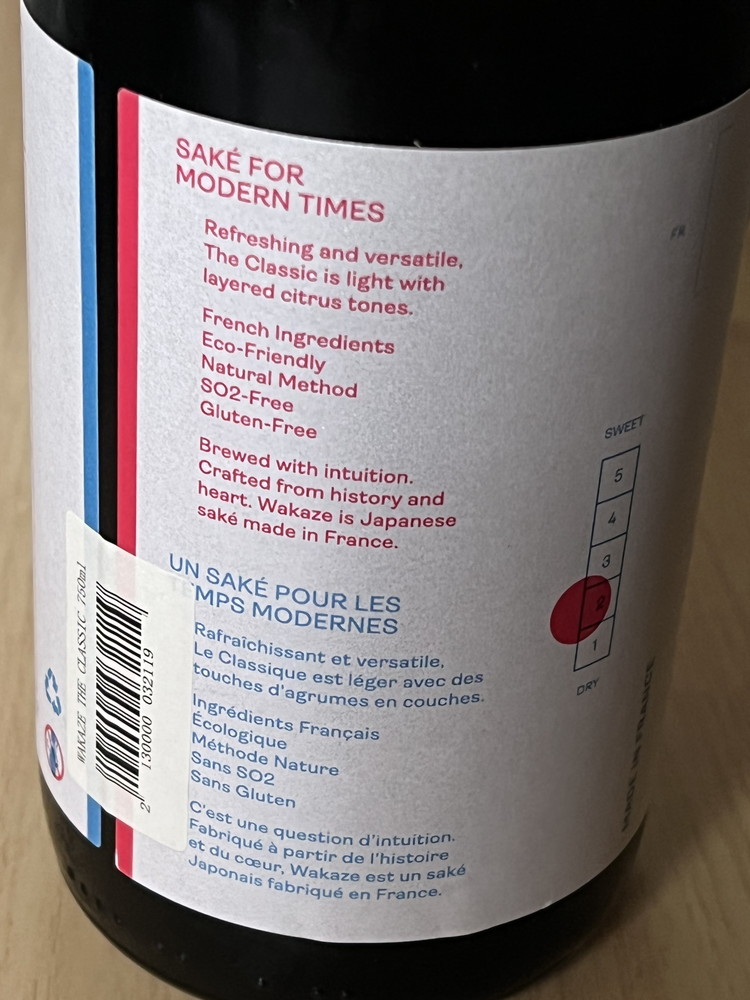 SAKÉ FOR
MODERN TIMES
Refreshing and versatile,
The Classic is light with
layered citrus tones.
French Ingredients
Eco-Friendly
Natural Method
SO2-Free
Gluten-Free
Brewed with intuition.
Crafted from history and
heart. Wakaze is Japanese
saké made in France.
UN SAKÉ POUR LES
TEMPS MODERNES
Rafraîchissant et versatile,
Le Classique est léger avec des
touches d'agrumes en couches.
Ingrédients Français
Écologique
Méthode Nature
Sans SO2
Sans Gluten
C'est une question d'intuition.
Fabriqué à partir de l'histoire
et du cœur, Wakaze est un saké
Japonais fabriqué en France.
WAKAZE THE CLASSIC 750ml
2 130000 032119
SWEET
5
4
3
2
1
DRY
MADE IN FRANCE